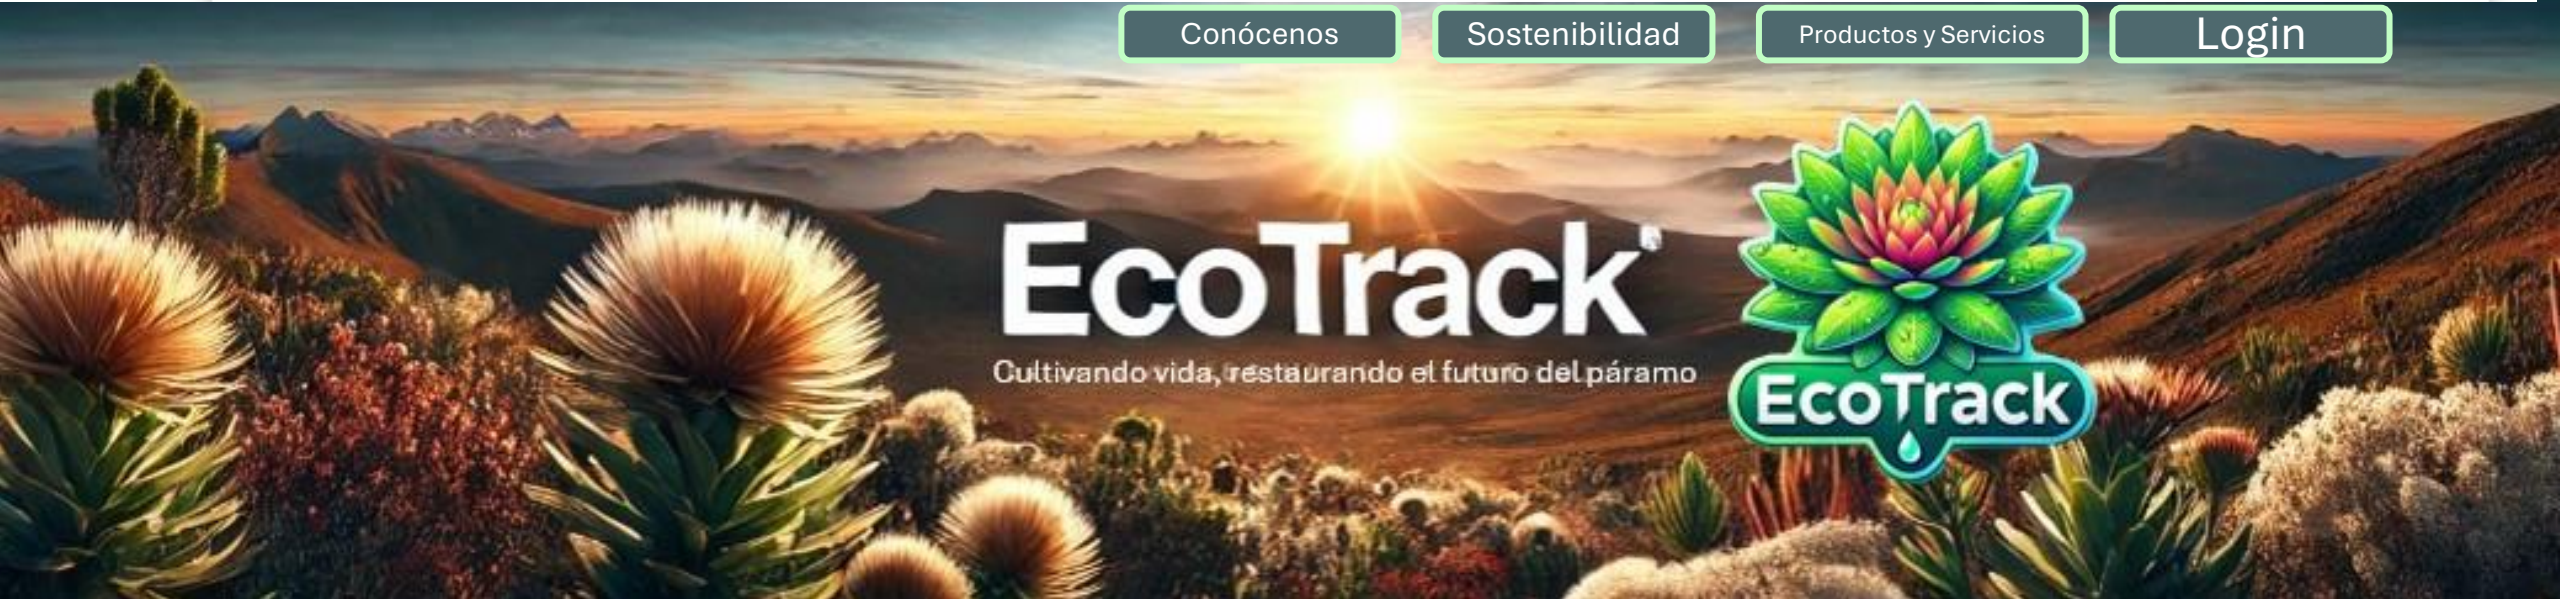 Conócenos
Sostenibilidad
Productos y Servicios
Login
EcoTrack
Cultivando vida, restaurando el futuro del páramo
EcoTrack